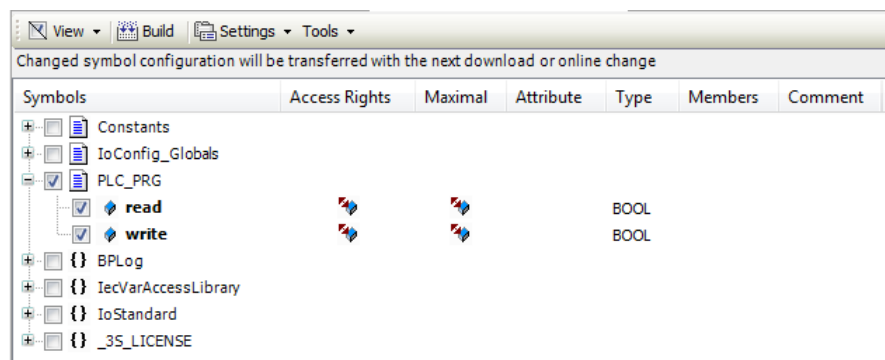 View Build Settings Tools
Changed symbol configuration will be transferred with the next download or online change
Symbols Access Rights Maximal Attribute Type Members Comment
Constants
IoConfig_Globals
PLC_PRG
read BOOL
write BOOL
{} BPLog
{} IecVarAccessLibrary
{} IoStandard
{} _3S_LICENSE